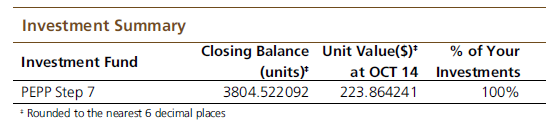 Investment Summary
Investment Fund Closing Balance (units)‡ Unit Value($)‡ at OCT 14 % of Your Investments
PEPP Step 7 3804.522092 223.864241 100%
‡ Rounded to the nearest 6 decimal places